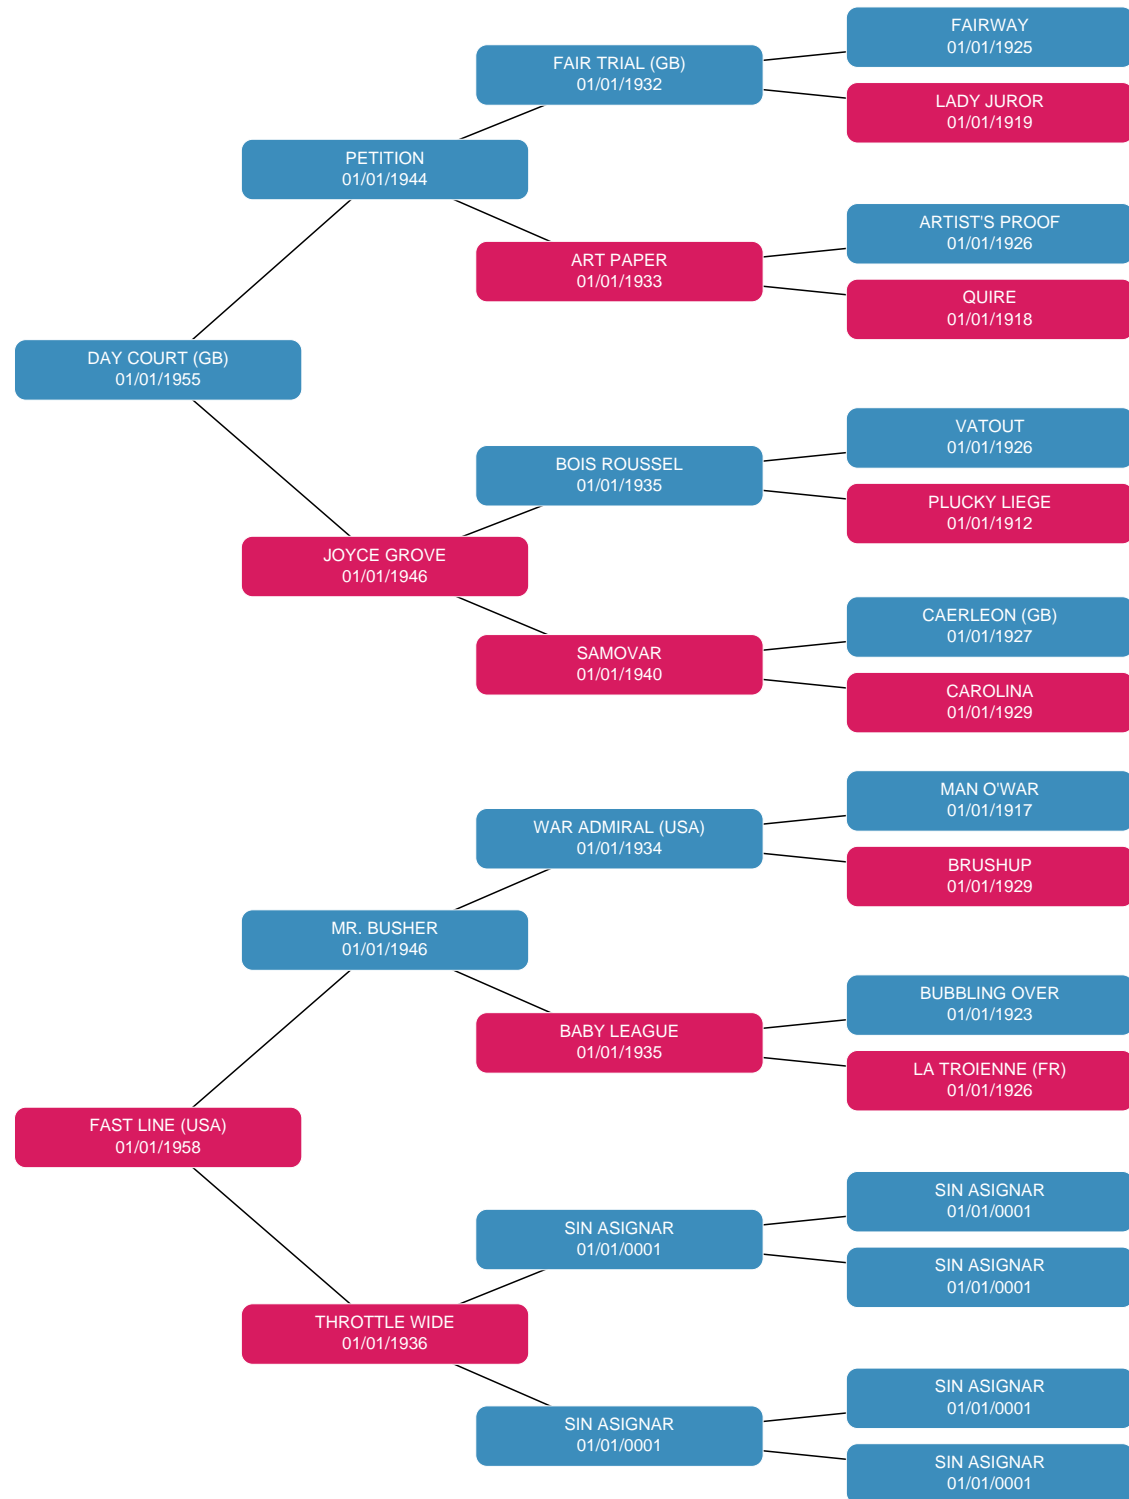 FAIRWAY
01/01/1925
FAIR TRIAL (GB)
01/01/1932
LADY JUROR
01/01/1919
PETITION
01/01/1944
ARTIST'S PROOF
01/01/1926
ART PAPER
01/01/1933
QUIRE
01/01/1918
DAY COURT (GB)
01/01/1955
VATOUT
01/01/1926
BOIS ROUSSEL
01/01/1935
PLUCKY LIEGE
01/01/1912
JOYCE GROVE
01/01/1946
CAERLEON (GB)
01/01/1927
SAMOVAR
01/01/1940
CAROLINA
01/01/1929
MAN O'WAR
01/01/1917
WAR ADMIRAL (USA)
01/01/1934
BRUSHUP
01/01/1929
MR. BUSHER
01/01/1946
BUBBLING OVER
01/01/1923
BABY LEAGUE
01/01/1935
LA TROIENNE (FR)
01/01/1926
FAST LINE (USA)
01/01/1958
SIN ASIGNAR
01/01/0001
SIN ASIGNAR
01/01/0001
SIN ASIGNAR
01/01/0001
THROTTLE WIDE
01/01/1936
SIN ASIGNAR
01/01/0001
SIN ASIGNAR
01/01/0001
SIN ASIGNAR
01/01/0001